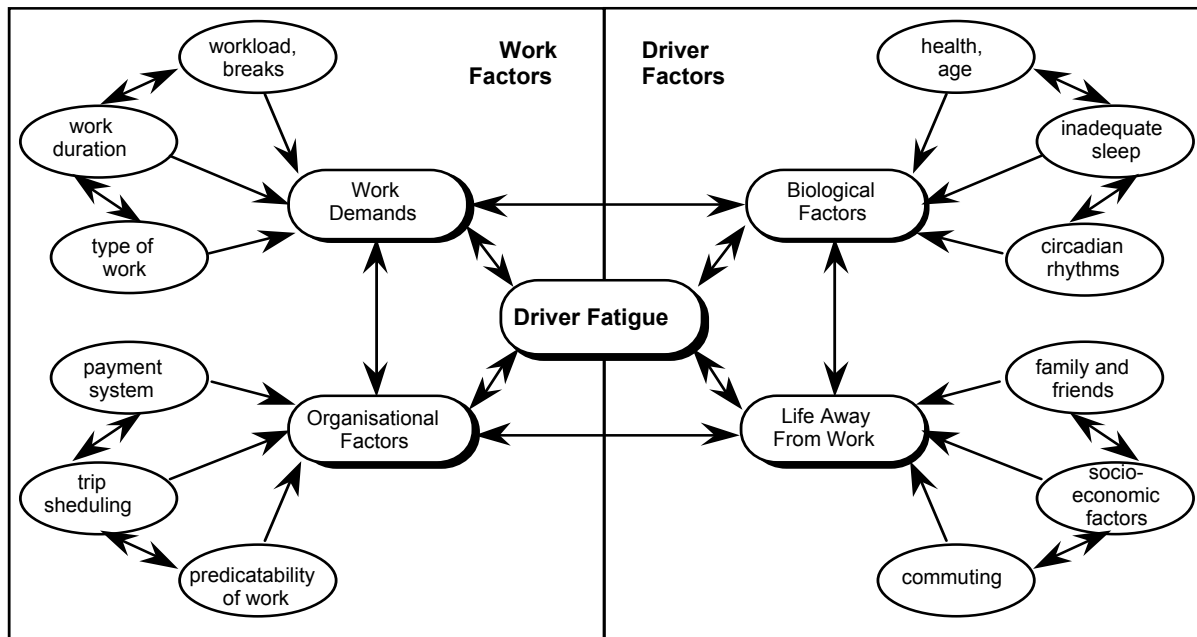 workload,
breaks
Work
Factors
work
duration
type of
work
Work
Demands
Driver
Factors
health,
age
inadequate
sleep
circadian
rhythms
Biological
Factors
Driver Fatigue
payment
system
trip
sheduling
predicatability
of work
Organisational
Factors
Life Away
From Work
family and
friends
socio-
economic
factors
commuting